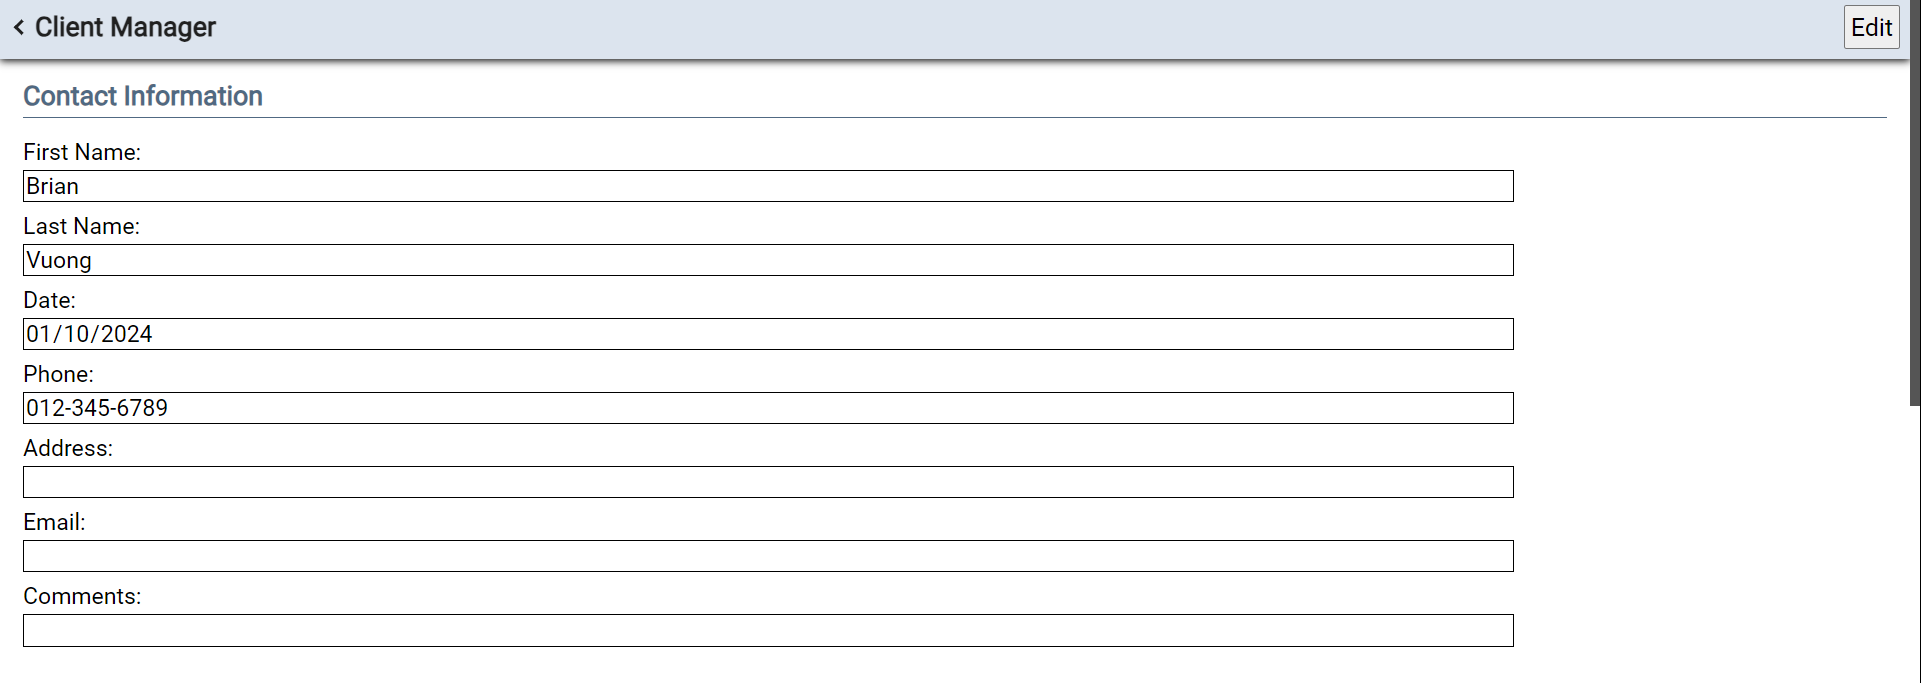 Client Manager
Edit
Contact Information
First Name:
Brian
Last Name:
Vuong
Date:
01/10/2024
Phone:
012-345-6789
Address:
Email:
Comments: